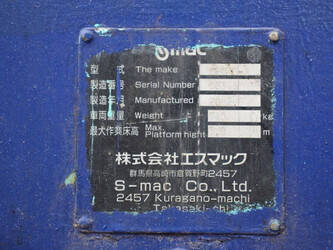 Smac
型式 The make
製造番号 Serial Number
製造年月 Manufactured
車両重量 Weight kg
最大作業床高 Max. Platform hight m
株式会社エスマック
群馬県高崎市倉賀野町2457
S-mac Co., Ltd.
2457 Kuragano-machi
Takasaki-shi